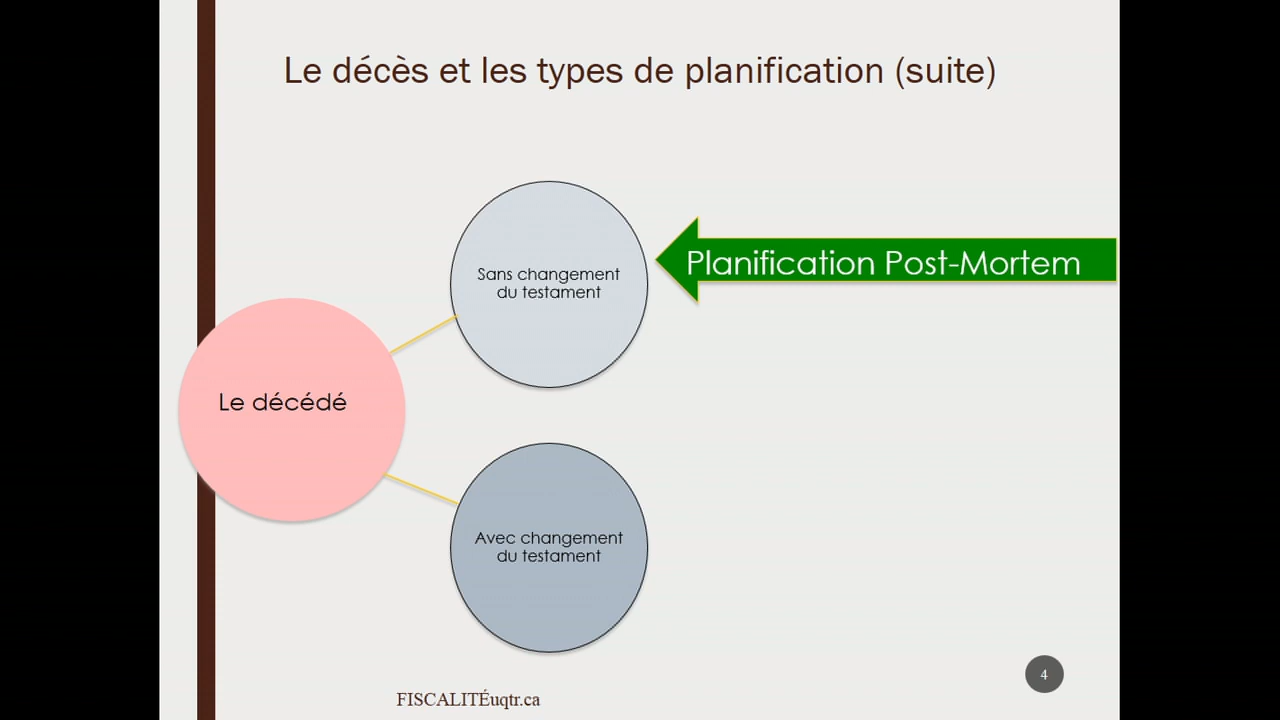 Le décès et les types de planification (suite)
Sans changement
du testament
Planification Post-Mortem
Le décédé
Avec changement
du testament
4
FISCALITÉuqtr.ca